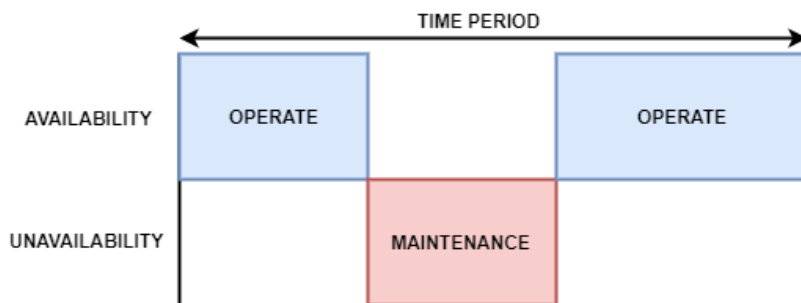 TIME PERIOD
AVAILABILITY
OPERATE
OPERATE
UNAVAILABILITY
MAINTENANCE